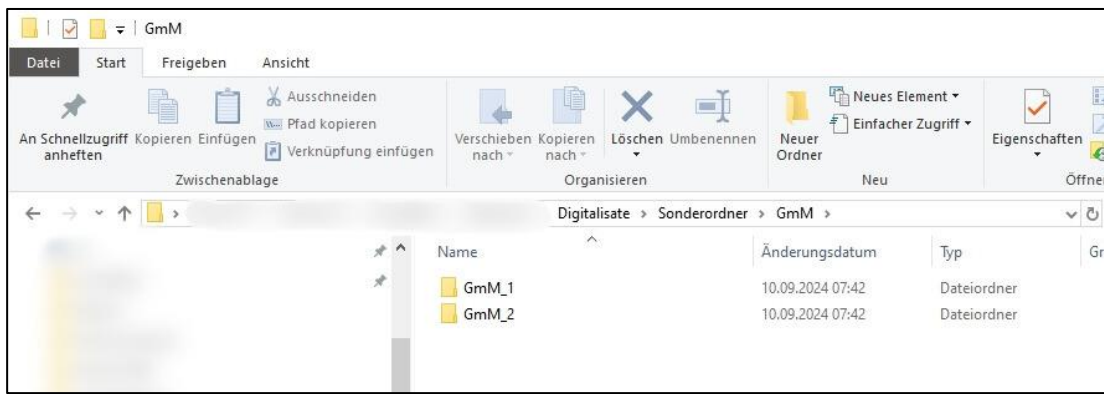 GmM
Datei Start Freigeben Ansicht
An Schnellzugriff anheften
Kopieren
Einfügen
Ausschneiden
Pfad kopieren
Verknüpfung einfügen
Zwischenablage
Verschieben nach
Kopieren nach
Löschen
Umbenennen
Organisieren
Neuer Ordner
Neues Element
Einfacher Zugriff
Neu
Eigenschaften
Öffne
Digitalisate > Sonderordner > GmM >
Name Änderungsdatum Typ Gr
GmM_1 10.09.2024 07:42 Dateiordner
GmM_2 10.09.2024 07:42 Dateiordner